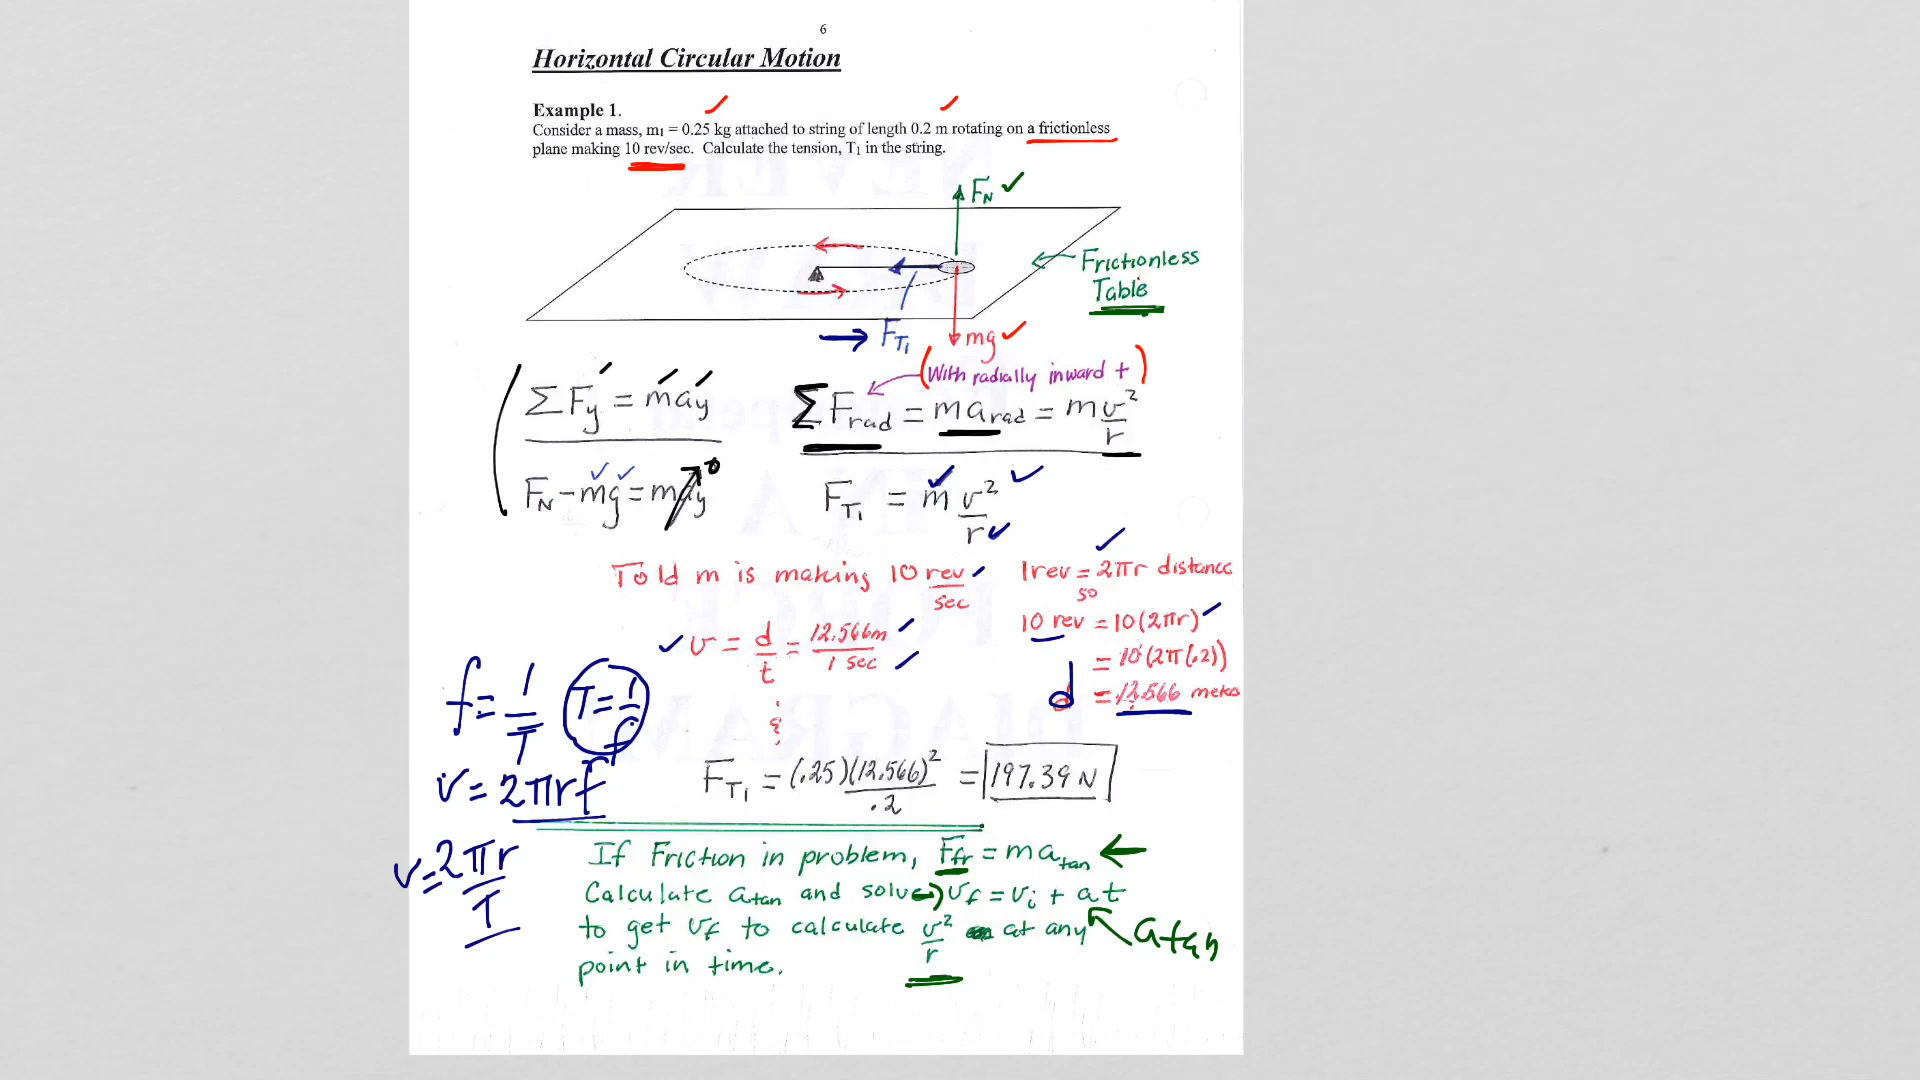 6
Horizontal Circular Motion
Example 1.
Consider a mass, m₁ = 0.25 kg attached to string of length 0.2 m rotating on a frictionless
plane making 10 rev/sec. Calculate the tension, T₁ in the string.
F_N
Frictionless
Table
F_T₁
mg
(With radially inward +)
ΣF_y = ma_y
ΣF_rad = ma_rad = m v²/r
F_N - mg = ma_y 0
F_T₁ = m v²/r
Told m is making 10 rev/sec
1 rev = 2πr distance
so
10 rev = 10(2πr)
v = d/t = 12.566m/1 sec
= 10(2π(.2))
d = 12.566 meters
f = 1/T
T = 1/f
F_T₁ = (.25)(12.566)²/.2 = 197.39 N
v = 2πrf
v = 2πr/T
If Friction in problem, F_fr = ma_tan
Calculate a_tan and solve v_f = v_i + at
to get v_f to calculate v²/r at any
a tan
point in time.